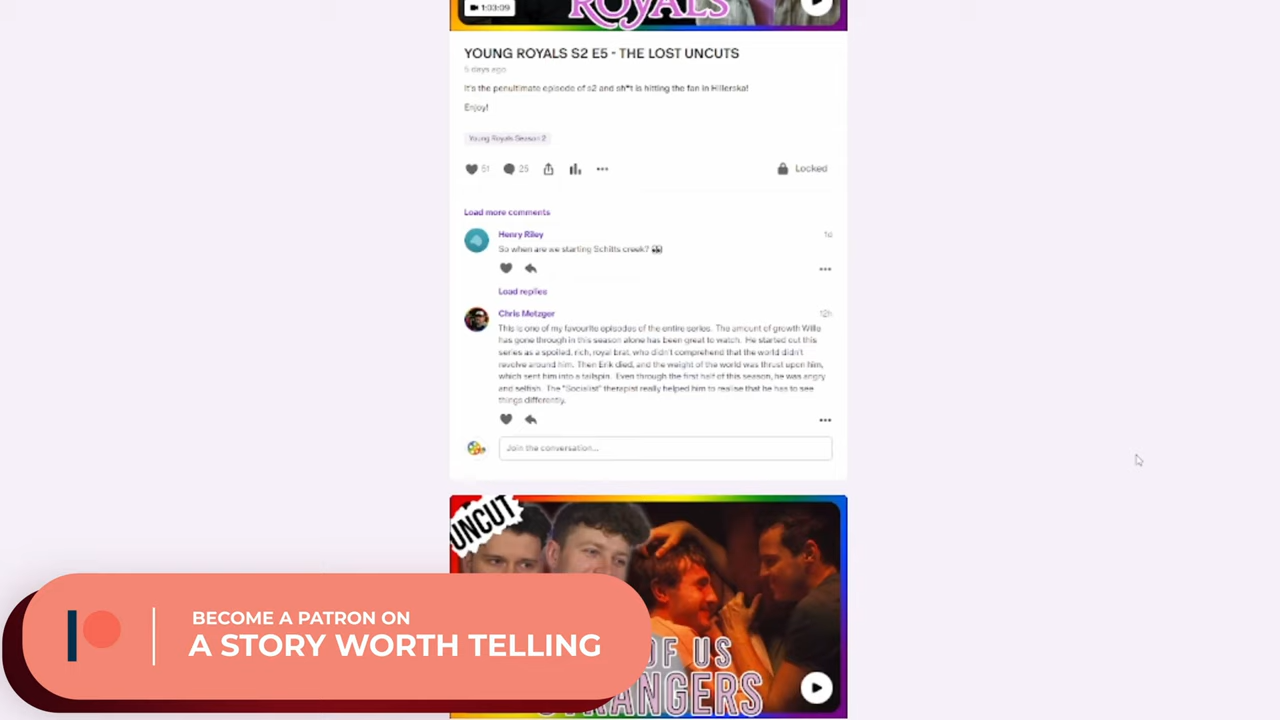 1:03:09
ROYALS
YOUNG ROYALS S2 E5 - THE LOST UNCUTS
5 days ago
It's the penultimate episode of s2 and sh*t is hitting the fan in Hillerska!
Enjoy!
Young Royals Season 2
51
25
Locked
Load more comments
Henry Riley
1d
So when are we starting Schitts creek? 👀
Load replies
Chris Metzger
12h
This is one of my favourite episodes of the entire series. The amount of growth Wille
has gone through in this season alone has been great to watch. He started out this
series as a spoiled, rich, royal brat, who didn't comprehend that the world didn't
revolve around him. Then Erik died, and the weight of the world was thrust upon him,
which sent him into a tailspin. Even through the first half of this season, he was angry
and selfish. The "Socialist" therapist really helped him to realise that he has to see
things differently.
Join the conversation...
UNCUT
OF US
STRANGERS
BECOME A PATRON ON
A STORY WORTH TELLING